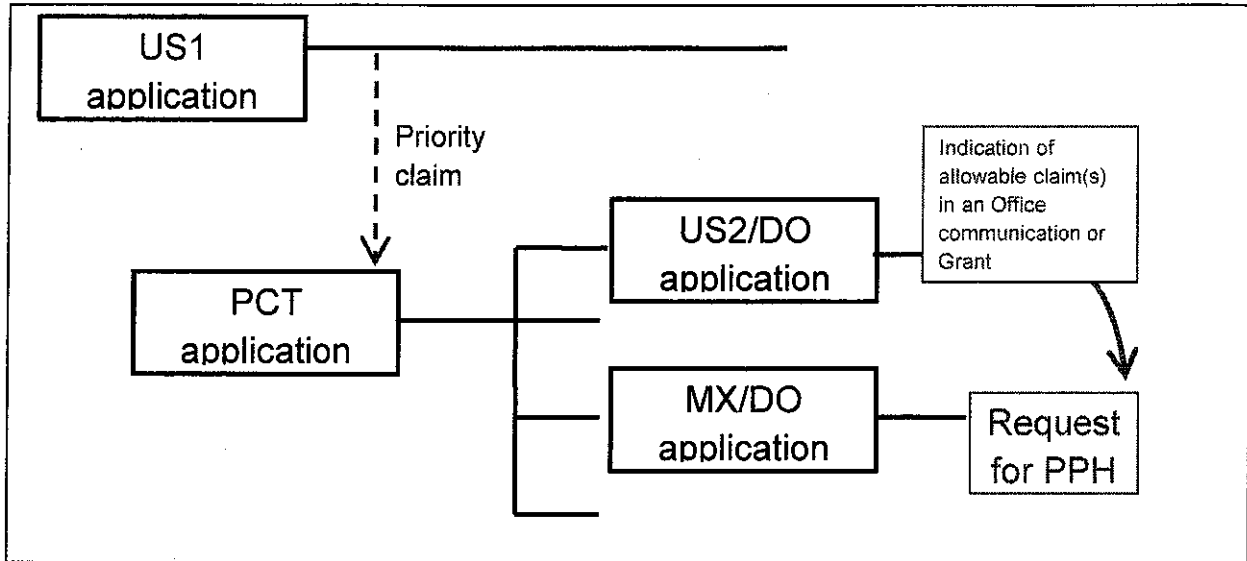 US1
application
Priority
claim
Indication of
allowable claim(s)
in an Office
communication or
Grant
US2/DO
application
PCT
application
MX/DO
application
Request
for PPH